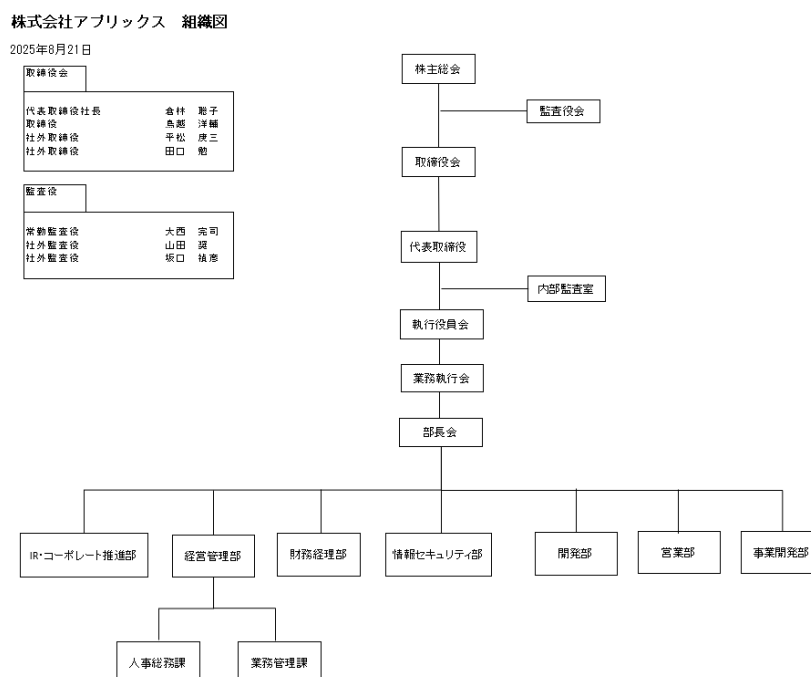 株式会社アブリックス　組織図
2025年8月21日
取締役会
代表取締役社長　倉林　聡子
取締役　鳥越　洋輔
社外取締役　平松　庚三
社外取締役　田口　勉
監査役
常勤監査役　大西　完司
社外監査役　山田　奨
社外監査役　坂口　禎彦
株主総会
監査役会
取締役会
代表取締役
内部監査室
執行役員会
業務執行会
部長会
IR・コーポレート推進部
経営管理部
財務経理部
情報セキュリティ部
開発部
営業部
事業開発部
人事総務課
業務管理課